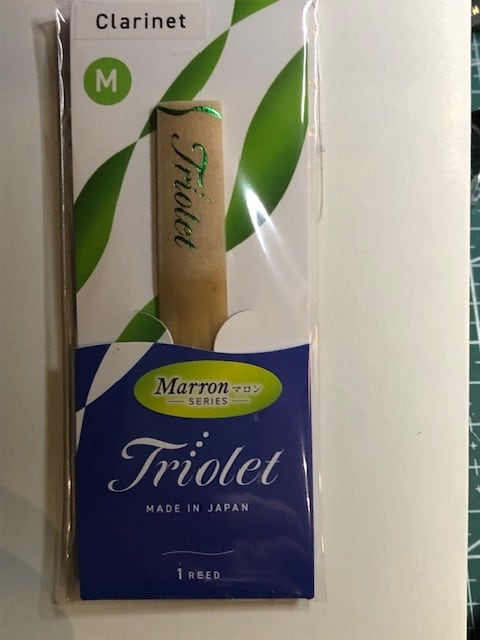 Clarinet
M
Triolet
Marron マロン
SERIES
Triolet
MADE IN JAPAN
1 REED